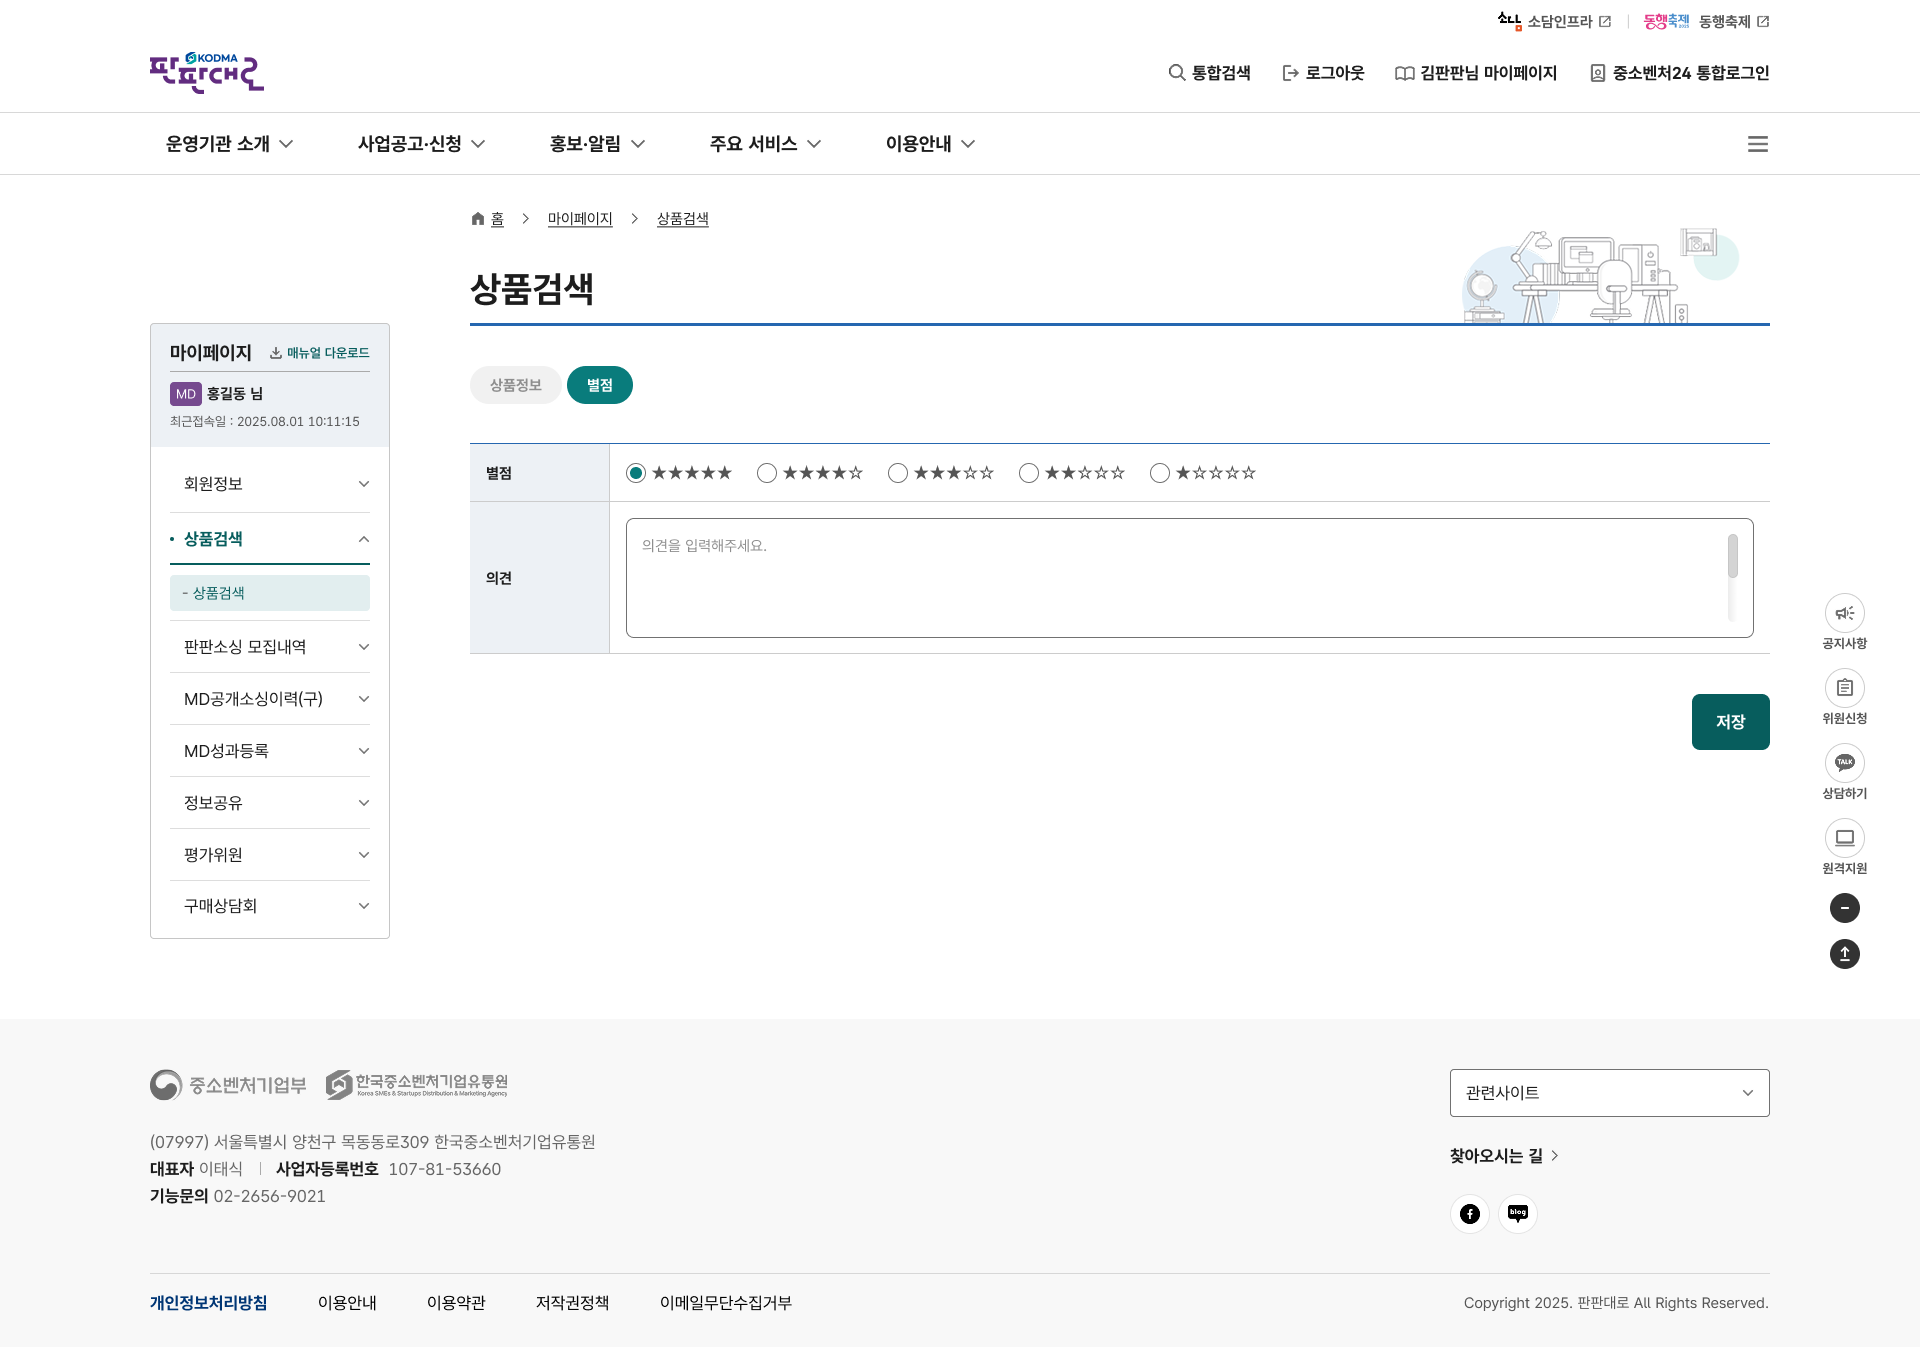 소담 소담인프라
동행축제 2025 동행축제
KODMA
판판대로
통합검색
로그아웃
김판판님 마이페이지
중소벤처24 통합로그인
운영기관 소개
사업공고·신청
홍보·알림
주요 서비스
이용안내
홈 > 마이페이지 > 상품검색
상품검색
마이페이지 매뉴얼 다운로드
MD 홍길동 님
최근접속일 : 2025.08.01 10:11:15
회원정보
상품검색
- 상품검색
판판소싱 모집내역
MD공개소싱이력(구)
MD성과등록
정보공유
평가위원
구매상담회
상품정보
별점
별점 ★★★★★ ★★★★☆ ★★★☆☆ ★★☆☆☆ ★☆☆☆☆
의견
의견을 입력해주세요.
저장
공지사항
위원신청
TALK
상담하기
원격지원
중소벤처기업부
한국중소벤처기업유통원
Korea SMEs & Startups Distribution & Marketing Agency
(07997) 서울특별시 양천구 목동동로309 한국중소벤처기업유통원
대표자 이태식 | 사업자등록번호 107-81-53660
기능문의 02-2656-9021
관련사이트
찾아오시는 길
blog
개인정보처리방침
이용안내
이용약관
저작권정책
이메일무단수집거부
Copyright 2025. 판판대로 All Rights Reserved.